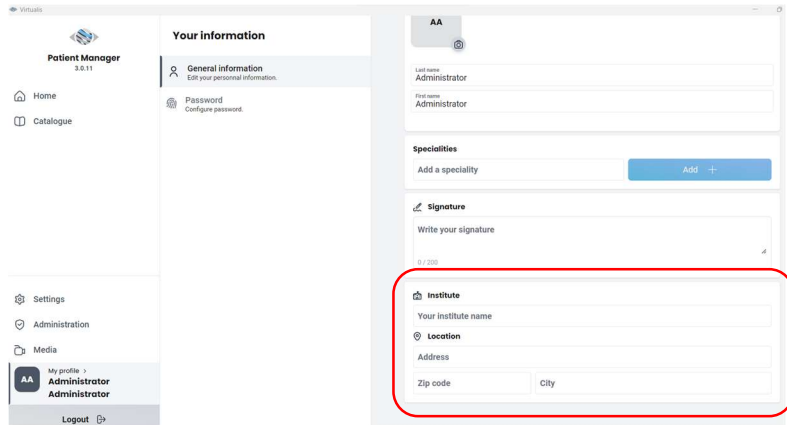 Virtualis
Patient Manager
3.0.11
Home
Catalogue
Settings
Administration
Media
AA
My profile >
Administrator
Administrator
Logout
Your information
General information
Edit your personnal information.
Password
Configure password.
AA
Last name
Administrator
First name
Administrator
Specialities
Add a speciality
Add +
Signature
Write your signature
0 / 200
Institute
Your institute name
Location
Address
Zip code City